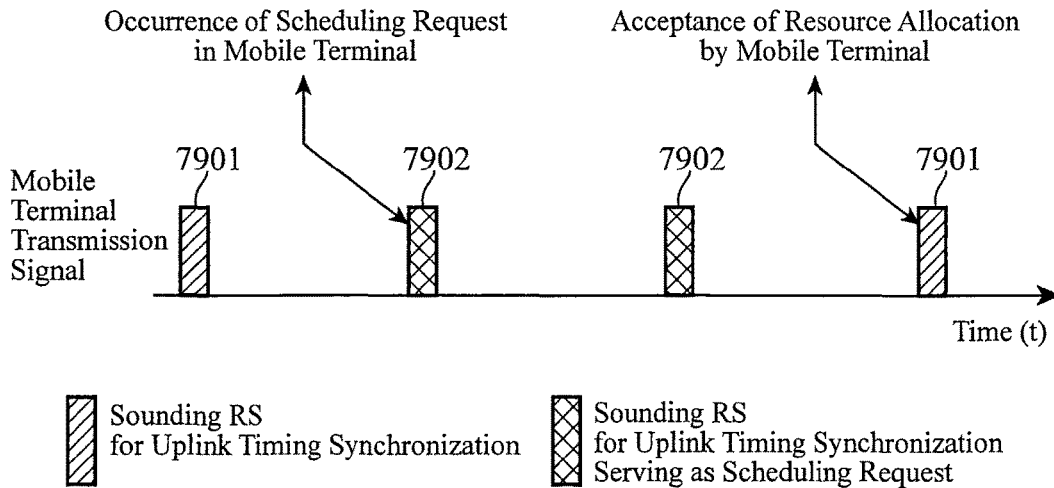 Occurrence of Scheduling Request
in Mobile Terminal
Acceptance of Resource Allocation
by Mobile Terminal
7901
7902
7902
7901
Mobile
Terminal
Transmission
Signal
Time (t)
Sounding RS
for Uplink Timing Synchronization
Sounding RS
for Uplink Timing Synchronization
Serving as Scheduling Request